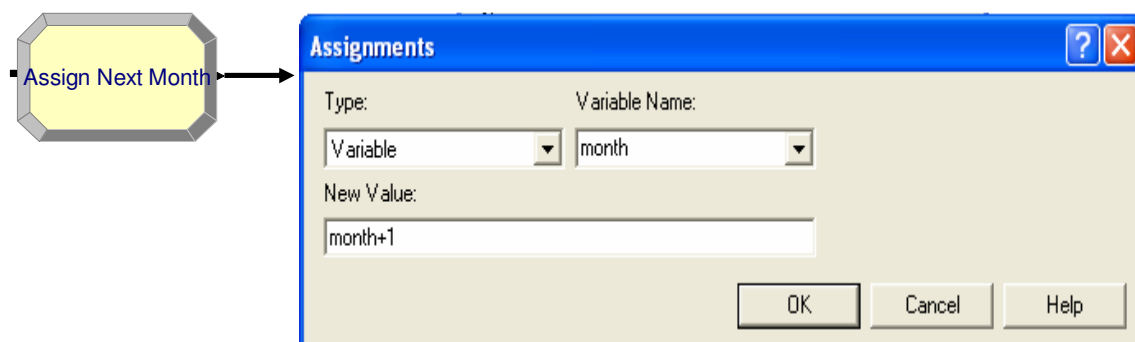 Assign Next Month
Assignments
Type:
Variable Name:
Variable
month
New Value:
month+1
OK
Cancel
Help